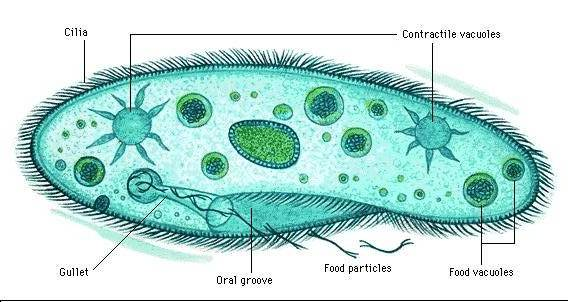 Cilia
Contractile vacuoles
Gullet
Oral groove
Food particles
Food vacuoles